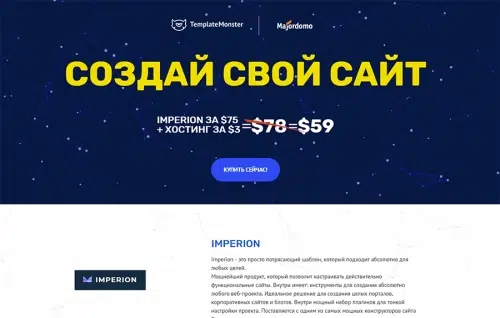 TemplateMonster
Majordomo
СОЗДАЙ СВОЙ САЙТ
IMPERION ЗА $75
+ ХОСТИНГ ЗА $3 =$78=$59
КУПИТЬ СЕЙЧАС!
IMPERION
Imperion - это просто потрясающий шаблон, который подходит абсолютно для
любых целей.
Мощнейший продукт, который позволит настраивать действительно
функциональные сайты. Внутри имеет: инструменты для создания абсолютно
IMPERION
любого веб-проекта. Идеальное решения для создания целых порталов,
корпоративных сайтов и блогов. Внутри мощный набор плагинов для тонкой
настройки проекта. Поставляется с одним из самых мощных конструкторов сайта